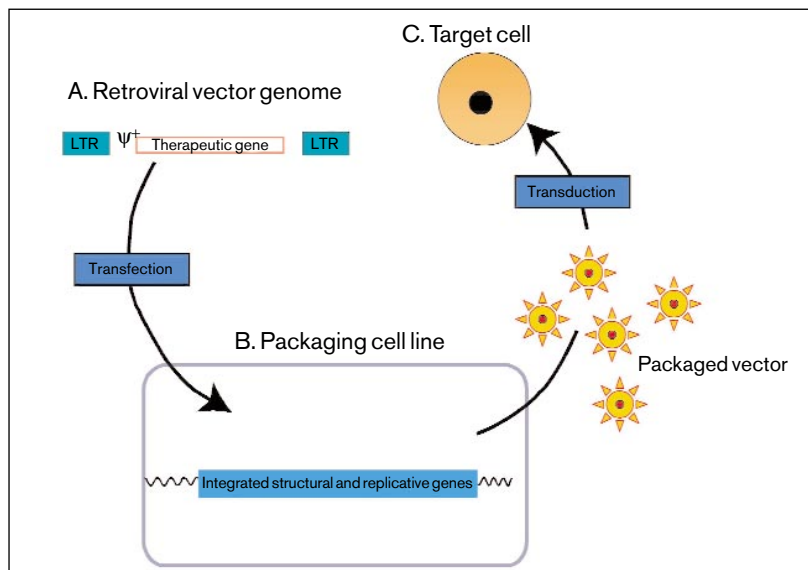 C. Target cell
A. Retroviral vector genome
LTR
ψ+
Therapeutic gene
LTR
Transduction
Transfection
B. Packaging cell line
Packaged vector
Integrated structural and replicative genes